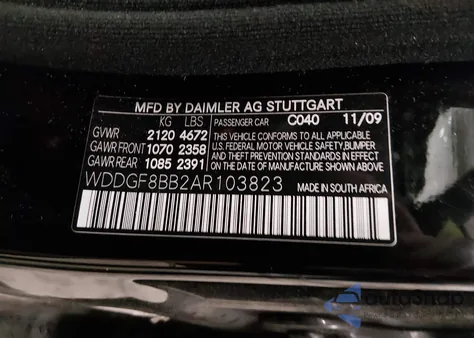 MFD BY DAIMLER AG STUTTGART
KG LBS PASSENGER CAR C040 11/09
GVWR 2120 4672 THIS VEHICLE CONFORMS TO ALL APPLICABLE
GAWR FRONT 1070 2358 U.S. FEDERAL MOTOR VEHICLE SAFETY, BUMPER
GAWR REAR 1085 2391 AND THEFT PREVENTION STANDARDS IN EFFECT
ON THE DATE OF MANUFACTURE SHOWN ABOVE.
WDDGF8BB2AR103823 MADE IN SOUTH AFRICA
AutoSnap